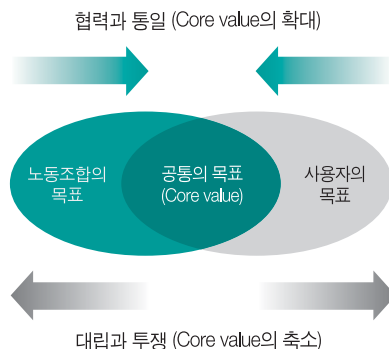 협력과 통일 (Core value의 확대)
노동조합의
목표
공통의 목표
(Core value)
사용자의
목표
대립과 투쟁 (Core value의 축소)